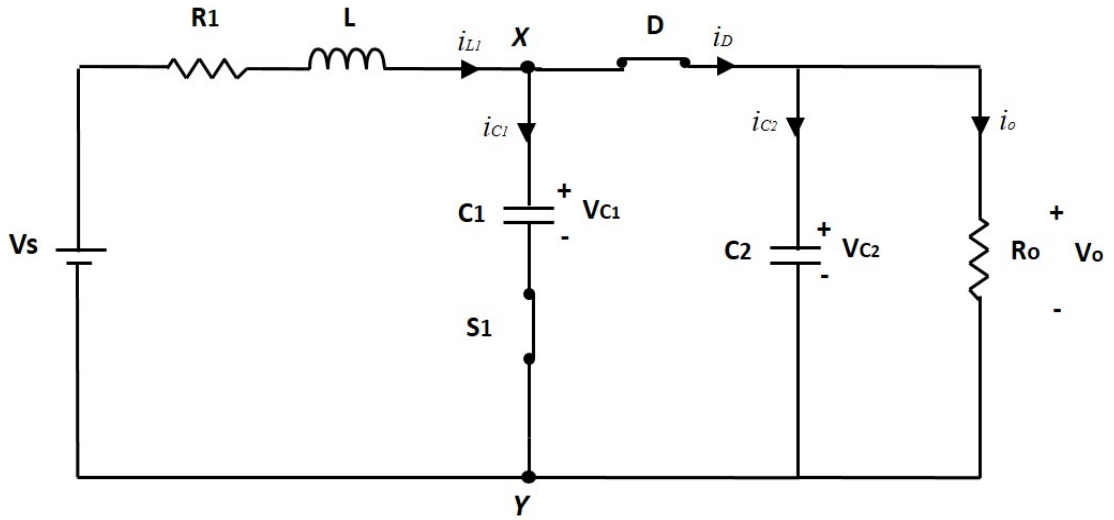 R1
L
iL1
X
D
iD
iC1
iC2
io
C1
+
VC1
-
Vs
C2
+
VC2
-
Ro
+
Vo
-
S1
Y